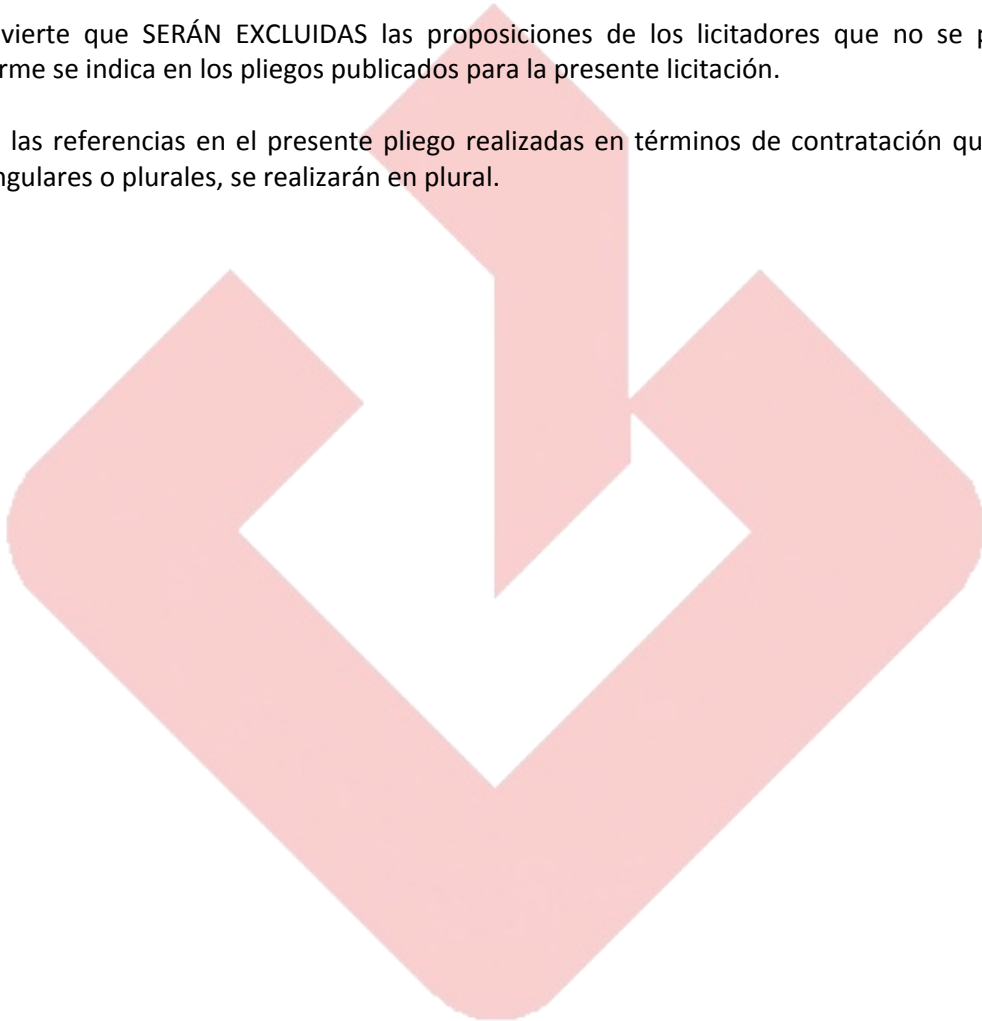 vierte que SERÁN EXCLUIDAS las proposiciones de los licitadores que no se p
rme se indica en los pliegos publicados para la presente licitación.
las referencias en el presente pliego realizadas en términos de contratación qu
ngulares o plurales, se realizarán en plural.